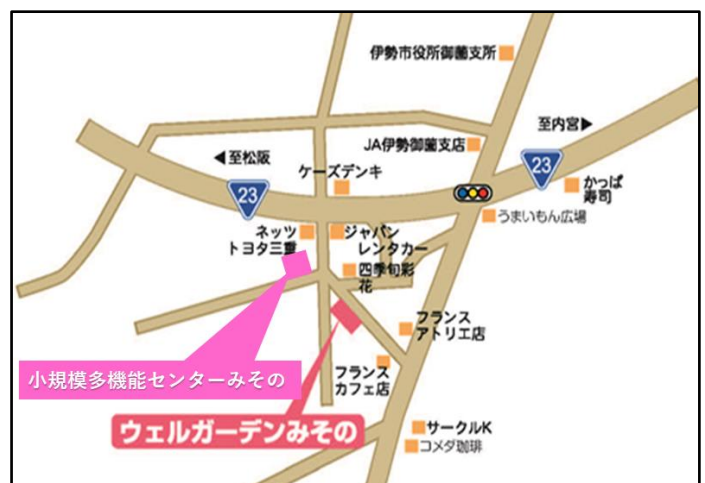 伊勢市役所御薗支所
至内宮▶
JA伊勢御薗支店
◀至松阪
ケーズデンキ
23
23
かっぱ
寿司
うまいもん広場
ネッツ
トヨタ三重
ジャパン
レンタカー
四季旬彩
花
フランス
アトリエ店
小規模多機能センターみその
フランス
カフェ店
ウェルガーデンみその
サークルK
コメダ珈琲